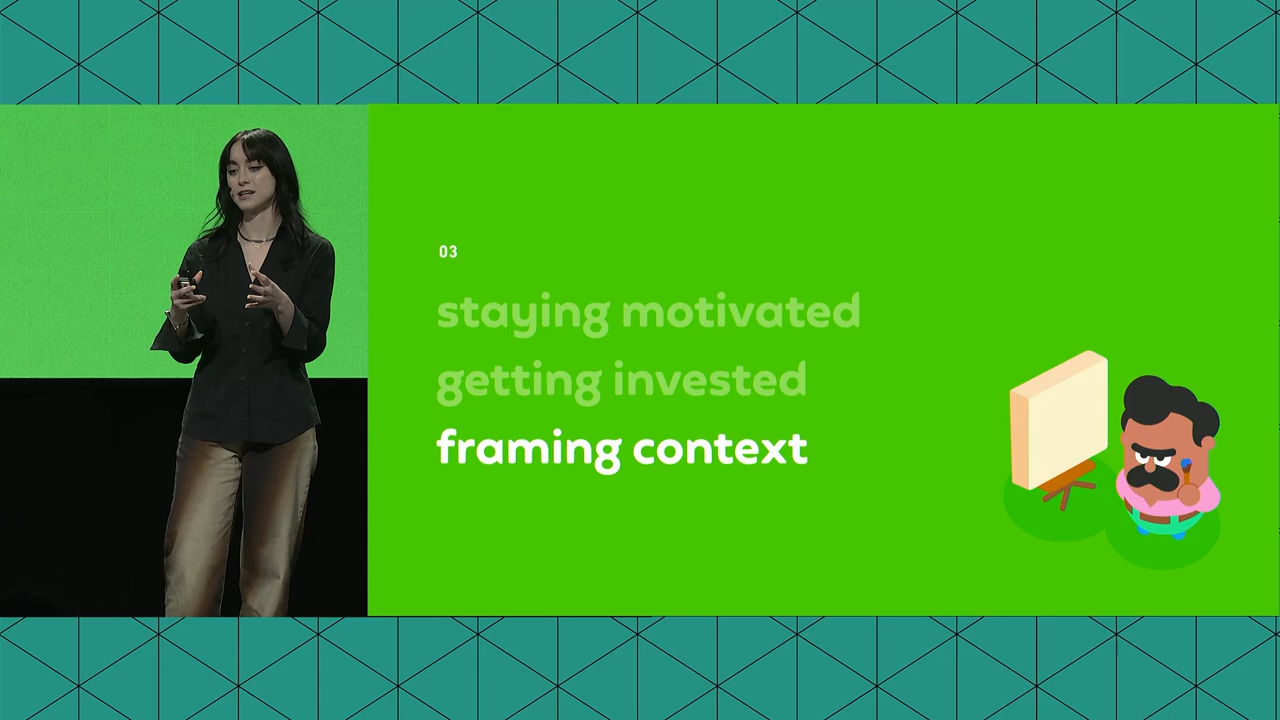 03
staying motivated
getting invested
framing context